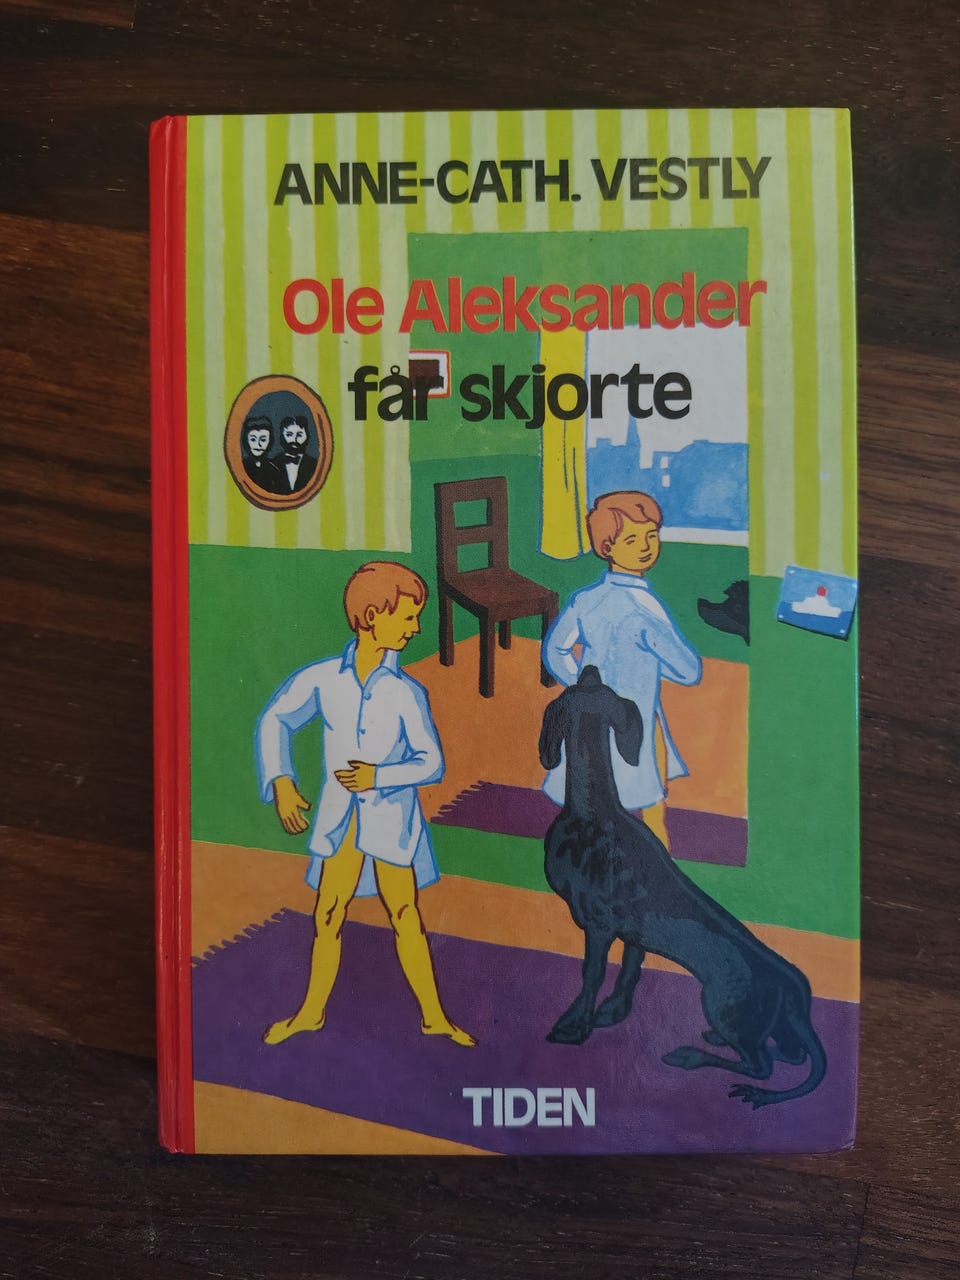 ANNE-CATH. VESTLY
Ole Aleksander
får skjorte
TIDEN